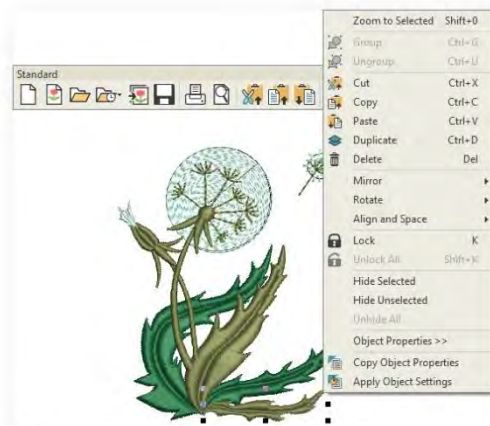 Standard
Zoom to Selected Shift+0
Group Ctrl+G
Ungroup Ctrl+U
Cut Ctrl+X
Copy Ctrl+C
Paste Ctrl+V
Duplicate Ctrl+D
Delete Del
Mirror
Rotate
Align and Space
Lock K
Unlock All Shift+K
Hide Selected
Hide Unselected
Unhide All
Object Properties >>
Copy Object Properties
Apply Object Settings